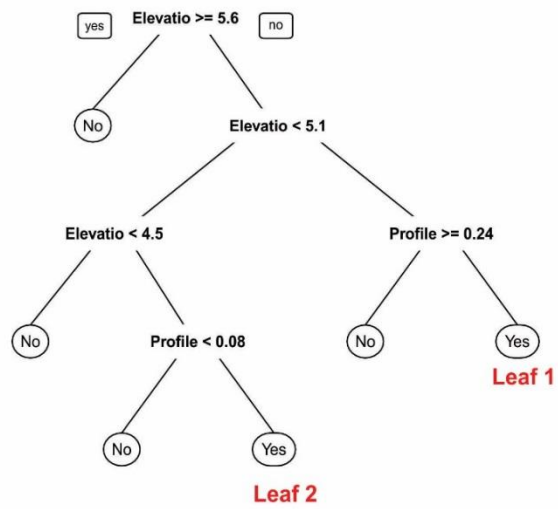 yes Elevatio >= 5.6 no
No
Elevatio < 5.1
Elevatio < 4.5
Profile >= 0.24
No
Profile < 0.08
No
Yes
Leaf 1
No
Yes
Leaf 2